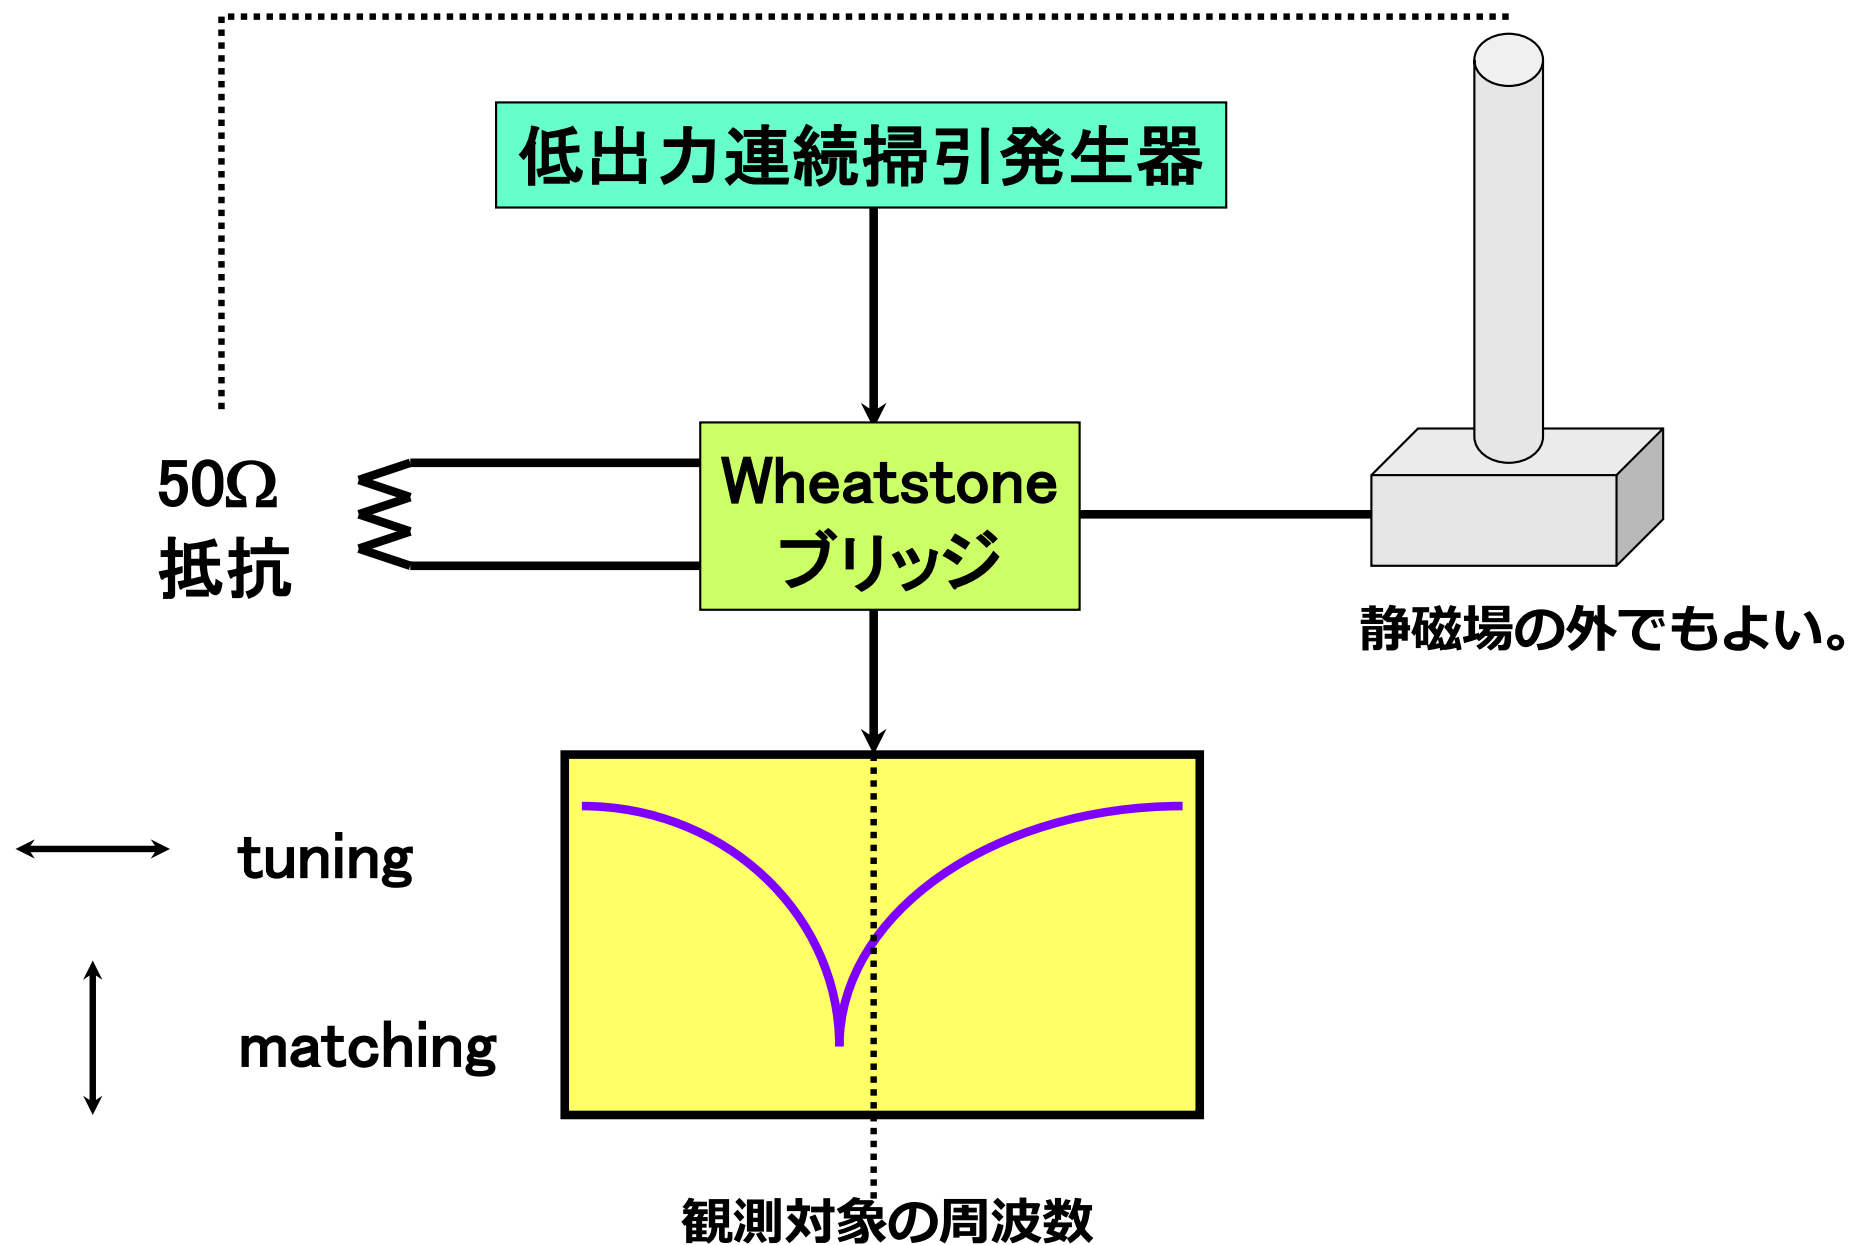 低出力連続掃引発生器
50Ω
抵抗
Wheatstone
ブリッジ
静磁場の外でもよい。
tuning
matching
観測対象の周波数